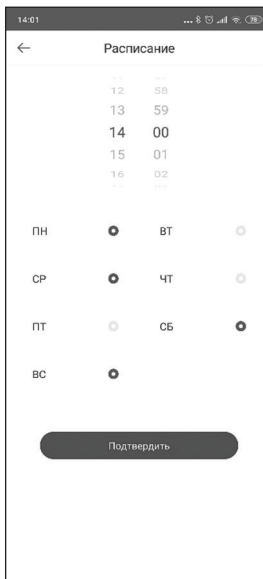 14:01 ... 78
Расписание
12 58
13 59
14 00
15 01
16 02
ПН ВТ
СР ЧТ
ПТ СБ
ВС
Подтвердить